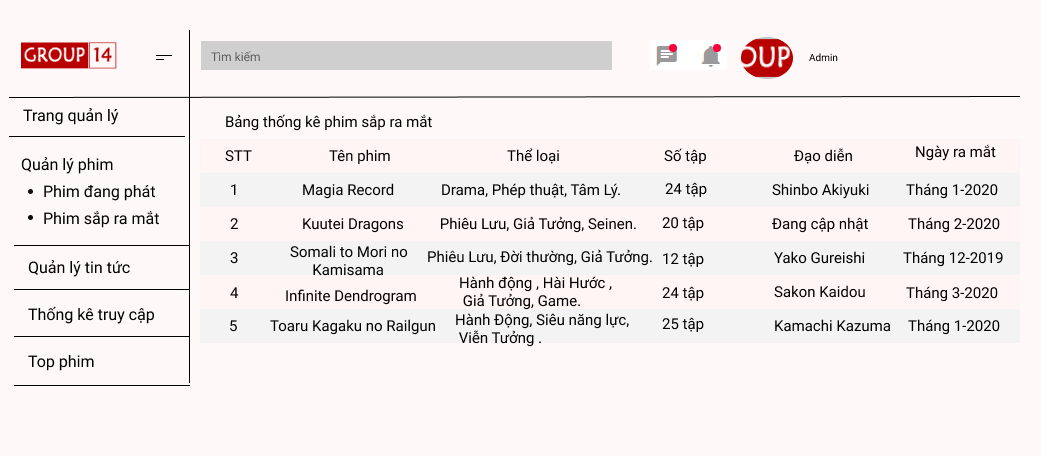 GROUP 14
Tìm kiếm
OUP
Admin
Trang quản lý
Quản lý phim
Phim đang phát
Phim sắp ra mắt
Quản lý tin tức
Thống kê truy cập
Top phim
Bảng thống kê phim sắp ra mắt
STT Tên phim Thể loại Số tập Đạo diễn Ngày ra mắt
1 Magia Record Drama, Phép thuật, Tâm Lý. 24 tập Shinbo Akiyuki Tháng 1-2020
2 Kuutei Dragons Phiêu Lưu, Giả Tưởng, Seinen. 20 tập Đang cập nhật Tháng 2-2020
3 Somali to Mori no Phiêu Lưu, Đời thường, Giả Tưởng. 12 tập Yako Gureishi Tháng 12-2019
Kamisama
4 Infinite Dendrogram Hành động , Hài Hước , 24 tập Sakon Kaidou Tháng 3-2020
Giả Tưởng, Game.
5 Toaru Kagaku no Railgun Hành Động, Siêu năng lực, 25 tập Kamachi Kazuma Tháng 1-2020
Viễn Tưởng .